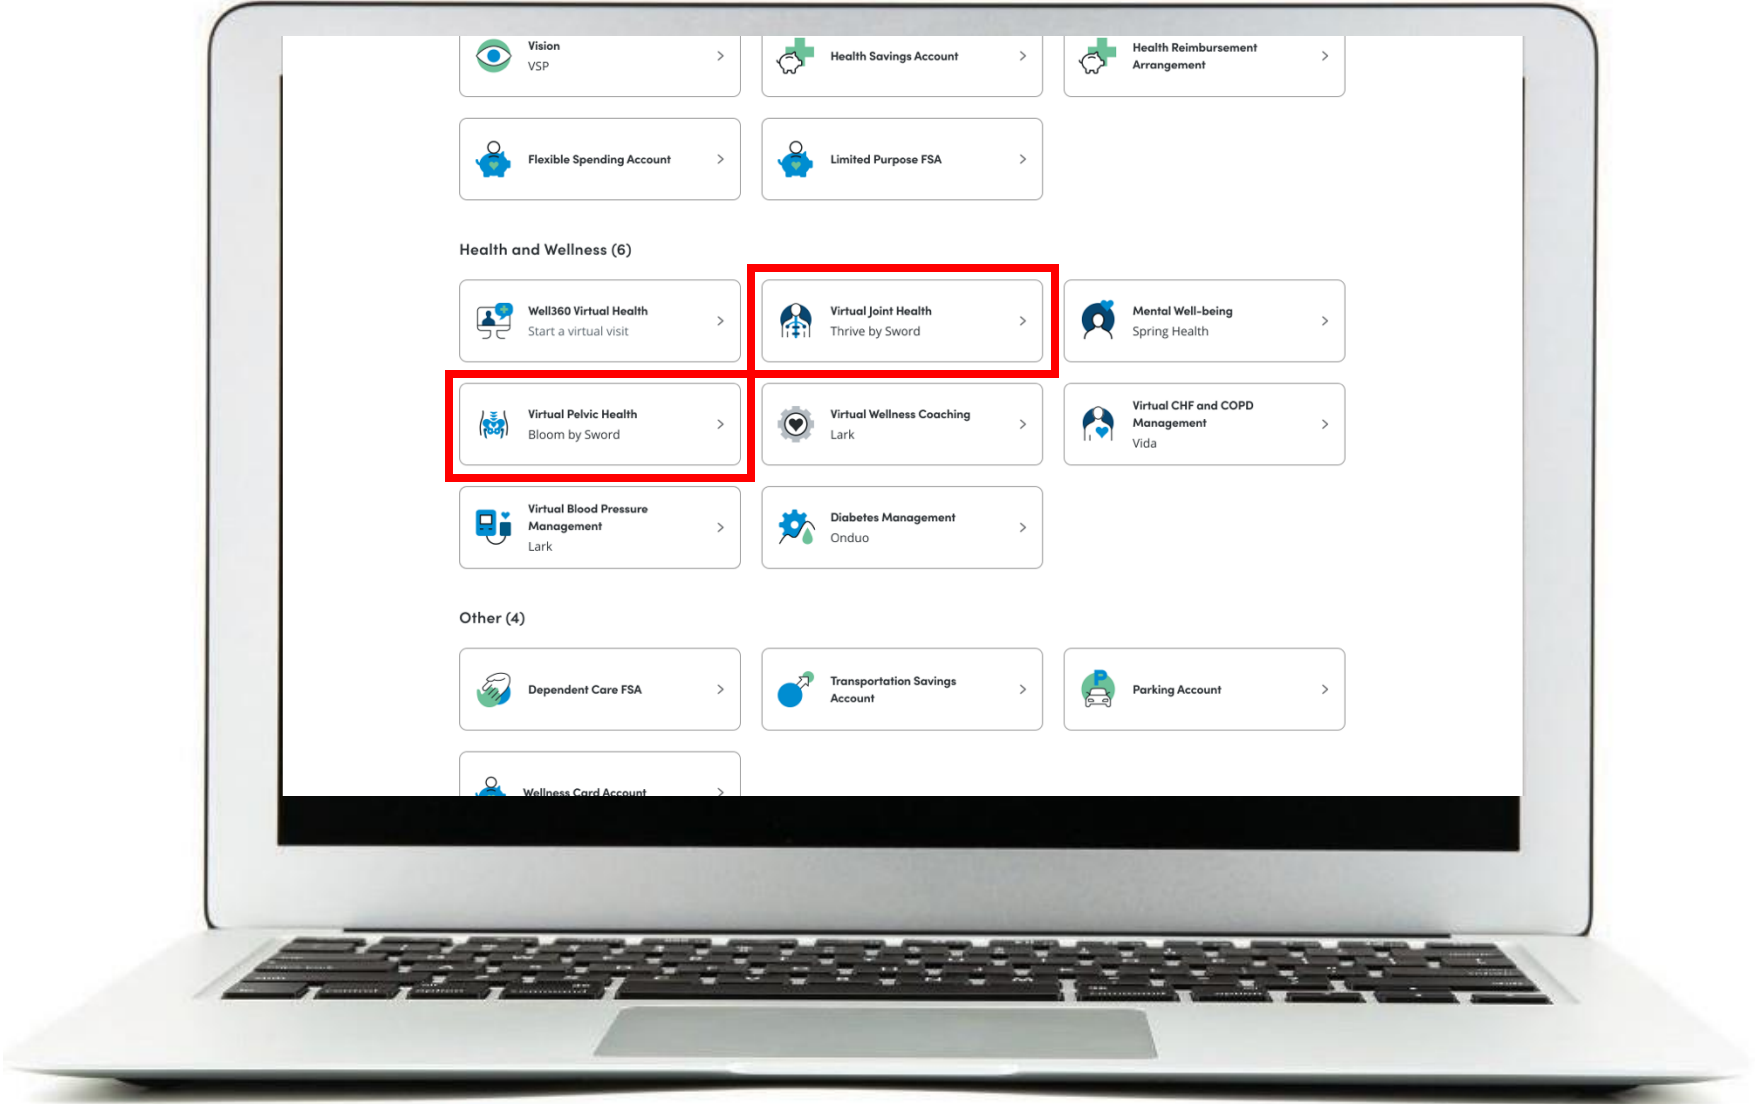 Vision
VSP
Health Savings Account
Health Reimbursement
Arrangement
Flexible Spending Account
Limited Purpose FSA
Health and Wellness (6)
Well360 Virtual Health
Start a virtual visit
Virtual Joint Health
Thrive by Sword
Mental Well-being
Spring Health
Virtual Pelvic Health
Bloom by Sword
Virtual Wellness Coaching
Lark
Virtual CHF and COPD
Management
Vida
Virtual Blood Pressure
Management
Lark
Diabetes Management
Onduo
Other (4)
Dependent Care FSA
Transportation Savings
Account
P
Parking Account
Wellness Card Account